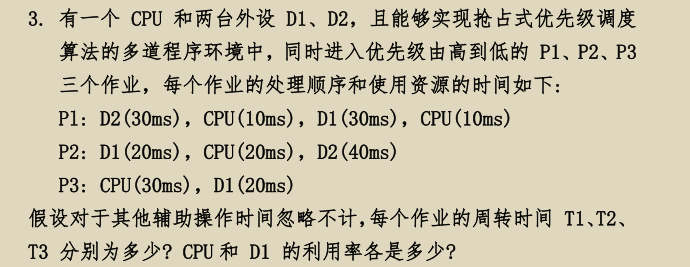 3. 有一个 CPU 和两台外设 D1、D2, 且能够实现抢占式优先级调度
算法的多道程序环境中, 同时进入优先级由高到低的 P1、P2、P3
三个作业, 每个作业的处理顺序和使用资源的时间如下:
P1: D2(30ms), CPU(10ms), D1(30ms), CPU(10ms)
P2: D1(20ms), CPU(20ms), D2(40ms)
P3: CPU(30ms), D1(20ms)
假设对于其他辅助操作时间忽略不计, 每个作业的周转时间 T1、T2、
T3 分别为多少? CPU 和 D1 的利用率各是多少?